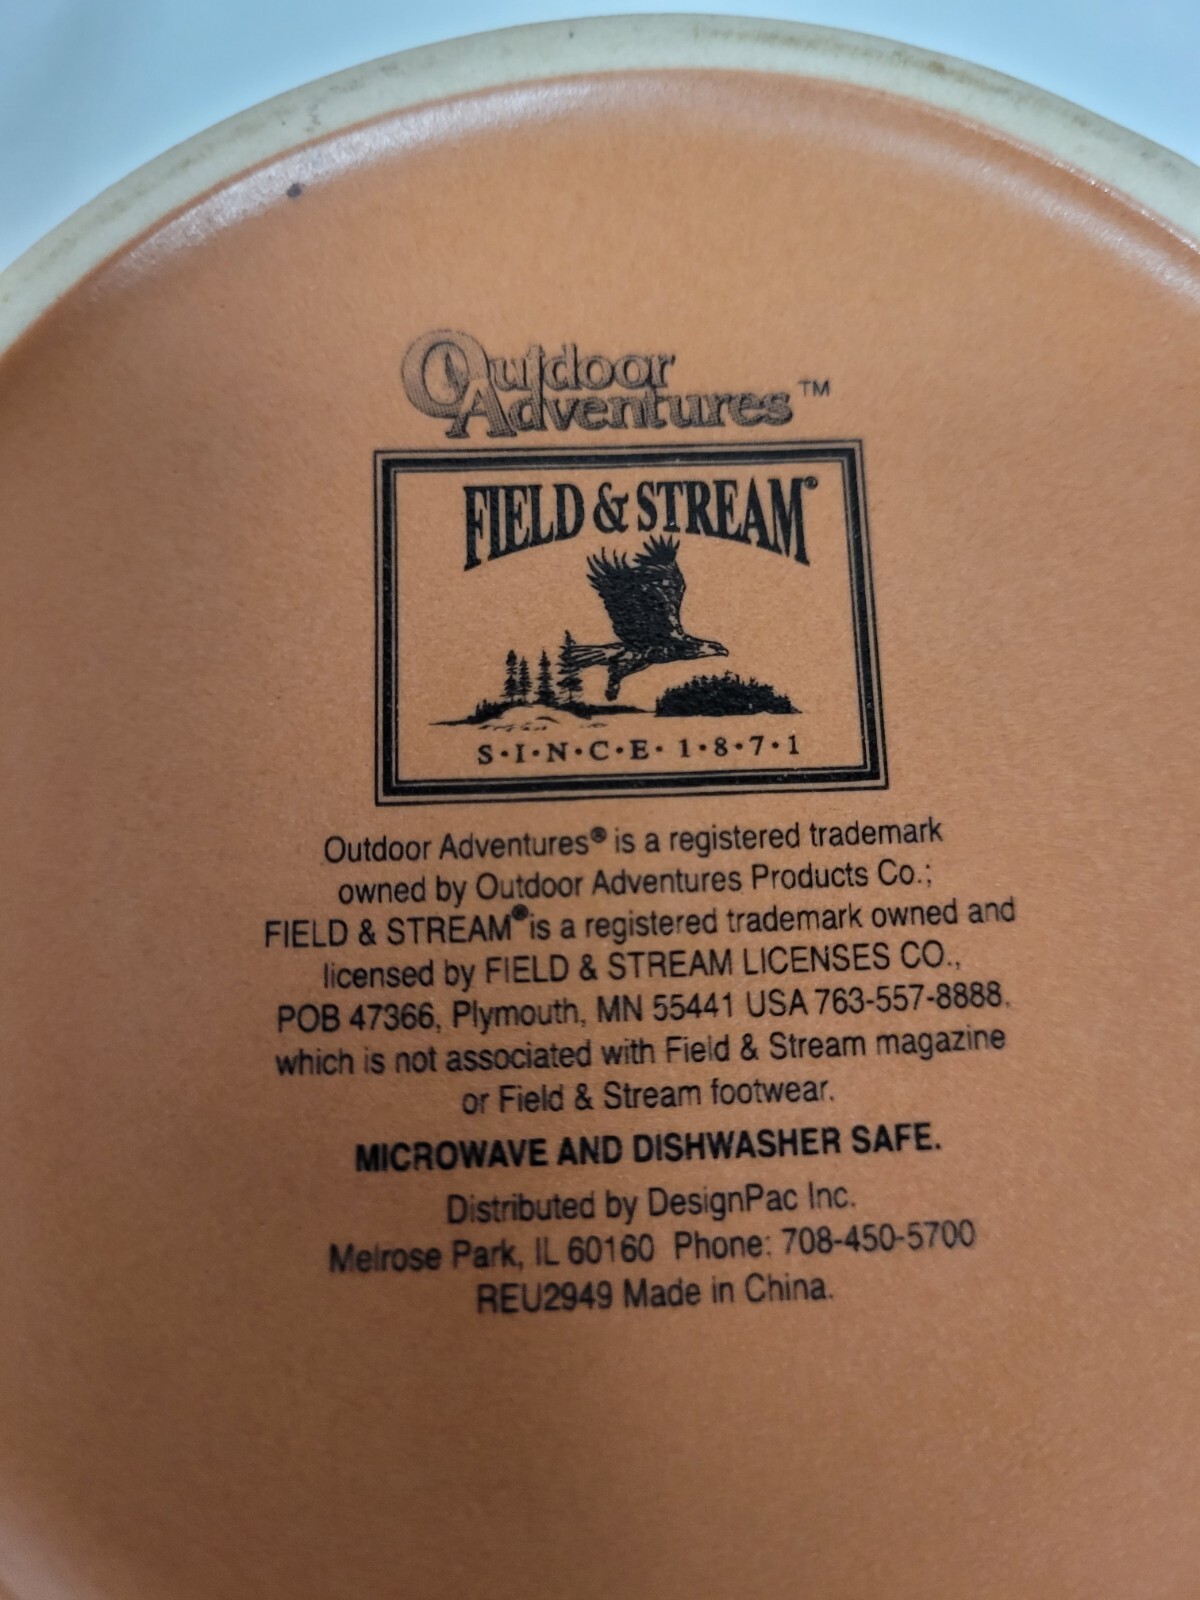 Outdoor
Adventures™
FIELD & STREAM®
S·I·N·C·E· 1·8·7·1
Outdoor Adventures® is a registered trademark
owned by Outdoor Adventures Products Co.;
FIELD & STREAM® is a registered trademark owned and
licensed by FIELD & STREAM LICENSES CO.,
POB 47366, Plymouth, MN 55441 USA 763-557-8888.
which is not associated with Field & Stream magazine
or Field & Stream footwear.
MICROWAVE AND DISHWASHER SAFE.
Distributed by DesignPac Inc.
Melrose Park, IL 60160 Phone: 708-450-5700
REU2949 Made in China.